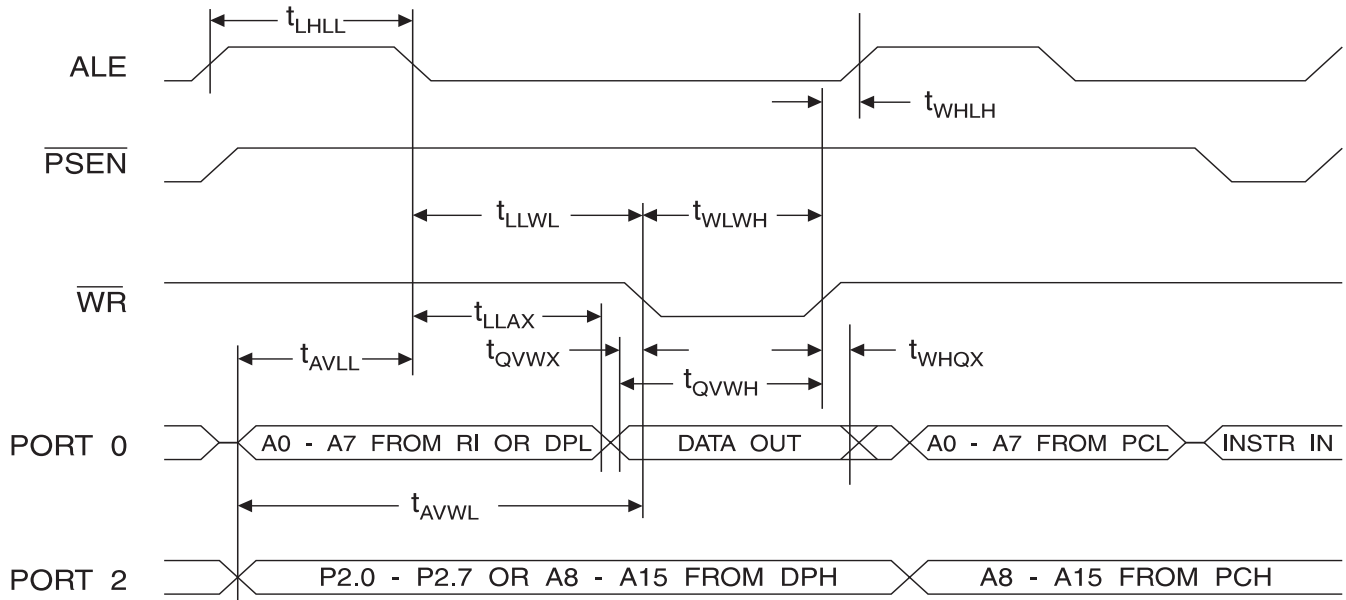 tLHLL
ALE
tWHLH
PSEN
tLLWL
tWLWH
WR
tLLAX
tAVLL
tQVWX
tWHQX
tQVWH
PORT 0
A0 - A7 FROM RI OR DPL
DATA OUT
A0 - A7 FROM PCL
INSTR IN
tAVWL
PORT 2
P2.0 - P2.7 OR A8 - A15 FROM DPH
A8 - A15 FROM PCH